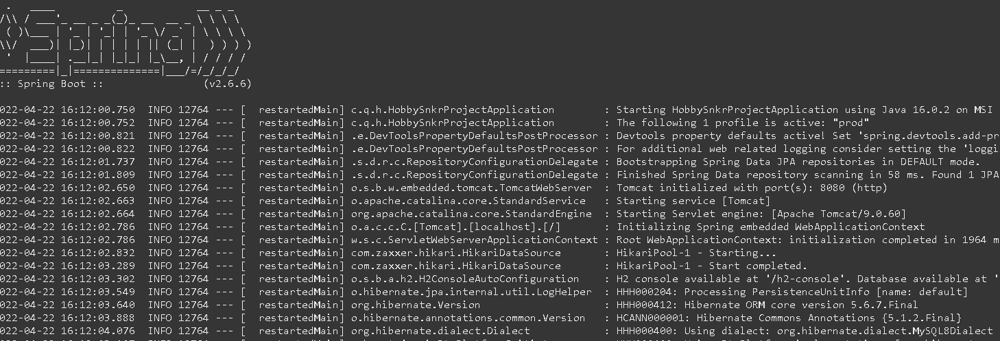 .   ____          _            __ _ _
/\\ / ___'_ __ _ _(_)_ __  __ _ \ \ \ \
( )\___ | '_ | '_| | '_ \/ _` | \ \ \ \
\\/  ___)| |_)| | | | | || (_| |  ) ) ) )
 '  |____| .__|_| |_|_| |_\__, | / / / /
=========|_|==============|___/=/_/_/_/
:: Spring Boot ::                (v2.6.6)
022-04-22 16:12:00.750  INFO 12764 --- [  restartedMain] c.q.h.HobbySnkrProjectApplication        : Starting HobbySnkrProjectApplication using Java 16.0.2 on MSI
022-04-22 16:12:00.752  INFO 12764 --- [  restartedMain] c.q.h.HobbySnkrProjectApplication        : The following 1 profile is active: "prod"
022-04-22 16:12:00.821  INFO 12764 --- [  restartedMain] .e.DevToolsPropertyDefaultsPostProcessor : Devtools property defaults active! Set 'spring.devtools.add-pr
022-04-22 16:12:00.822  INFO 12764 --- [  restartedMain] .e.DevToolsPropertyDefaultsPostProcessor : For additional web related logging consider setting the 'loggi
022-04-22 16:12:01.737  INFO 12764 --- [  restartedMain] .s.d.r.c.RepositoryConfigurationDelegate : Bootstrapping Spring Data JPA repositories in DEFAULT mode.
022-04-22 16:12:01.809  INFO 12764 --- [  restartedMain] .s.d.r.c.RepositoryConfigurationDelegate : Finished Spring Data repository scanning in 58 ms. Found 1 JPA
022-04-22 16:12:02.650  INFO 12764 --- [  restartedMain] o.s.b.w.embedded.tomcat.TomcatWebServer  : Tomcat initialized with port(s): 8080 (http)
022-04-22 16:12:02.663  INFO 12764 --- [  restartedMain] o.apache.catalina.core.StandardService   : Starting service [Tomcat]
022-04-22 16:12:02.664  INFO 12764 --- [  restartedMain] org.apache.catalina.core.StandardEngine  : Starting Servlet engine: [Apache Tomcat/9.0.60]
022-04-22 16:12:02.786  INFO 12764 --- [  restartedMain] o.a.c.c.C.[Tomcat].[localhost].[/]       : Initializing Spring embedded WebApplicationContext
022-04-22 16:12:02.786  INFO 12764 --- [  restartedMain] w.s.c.ServletWebServerApplicationContext : Root WebApplicationContext: initialization completed in 1964 m
022-04-22 16:12:02.832  INFO 12764 --- [  restartedMain] com.zaxxer.hikari.HikariDataSource       : HikariPool-1 - Starting...
022-04-22 16:12:03.289  INFO 12764 --- [  restartedMain] com.zaxxer.hikari.HikariDataSource       : HikariPool-1 - Start completed.
022-04-22 16:12:03.302  INFO 12764 --- [  restartedMain] o.s.b.a.h2.H2ConsoleAutoConfiguration    : H2 console available at '/h2-console'. Database available at '
022-04-22 16:12:03.549  INFO 12764 --- [  restartedMain] o.hibernate.jpa.internal.util.LogHelper  : HHH000204: Processing PersistenceUnitInfo [name: default]
022-04-22 16:12:03.640  INFO 12764 --- [  restartedMain] org.hibernate.Version                    : HHH000412: Hibernate ORM core version 5.6.7.Final
022-04-22 16:12:03.888  INFO 12764 --- [  restartedMain] o.hibernate.annotations.common.Version   : HCANN000001: Hibernate Commons Annotations {5.1.2.Final}
022-04-22 16:12:04.076  INFO 12764 --- [  restartedMain] org.hibernate.dialect.Dialect            : HHH000400: Using dialect: org.hibernate.dialect.MySQL8Dialect